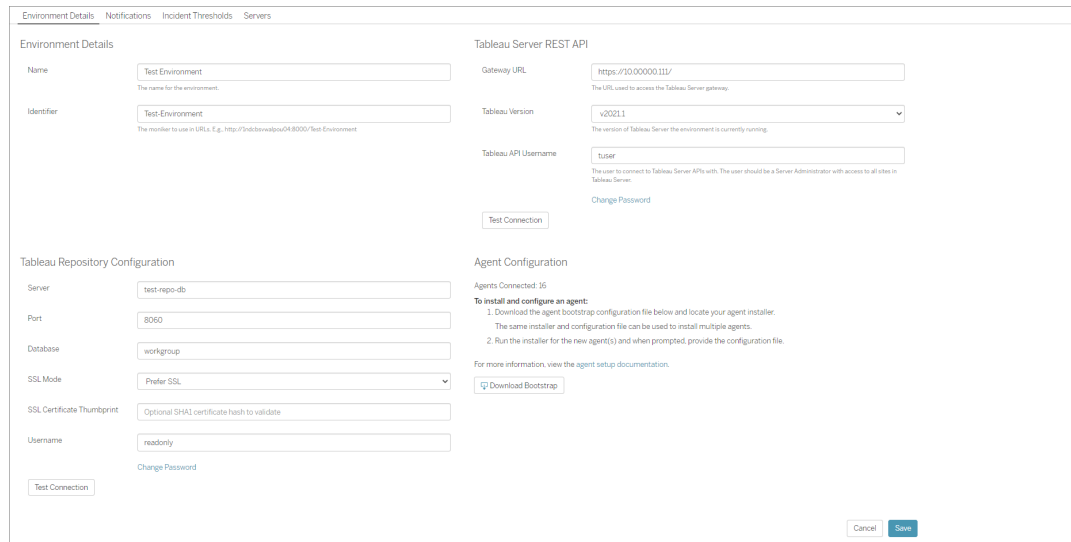 Environment Details Notifications Incident Thresholds Servers
Environment Details
Name
Test Environment
The name for the environment.
Identifier
Test-Environment
The moniker to use in URLs. E.g., http://1ndcbsvwalpou04:8000/Test-Environment
Tableau Server REST API
Gateway URL
https://10.00000.111/
The URL used to access the Tableau Server gateway.
Tableau Version
v2021.1
The version of Tableau Server the environment is currently running.
Tableau API Username
tuser
The user to connect to Tableau Server APIs with. The user should be a Server Administrator with access to all sites in
Tableau Server.
Change Password
Test Connection
Tableau Repository Configuration
Server
test-repo-db
Port
8060
Database
workgroup
SSL Mode
Prefer SSL
SSL Certificate Thumbprint
Optional SHA1 certificate hash to validate
Username
readonly
Change Password
Test Connection
Agent Configuration
Agents Connected: 16
To install and configure an agent:
1. Download the agent bootstrap configuration file below and locate your agent installer.
The same installer and configuration file can be used to install multiple agents.
2. Run the installer for the new agent(s) and when prompted, provide the configuration file.
For more information, view the agent setup documentation.
Download Bootstrap
Cancel Save